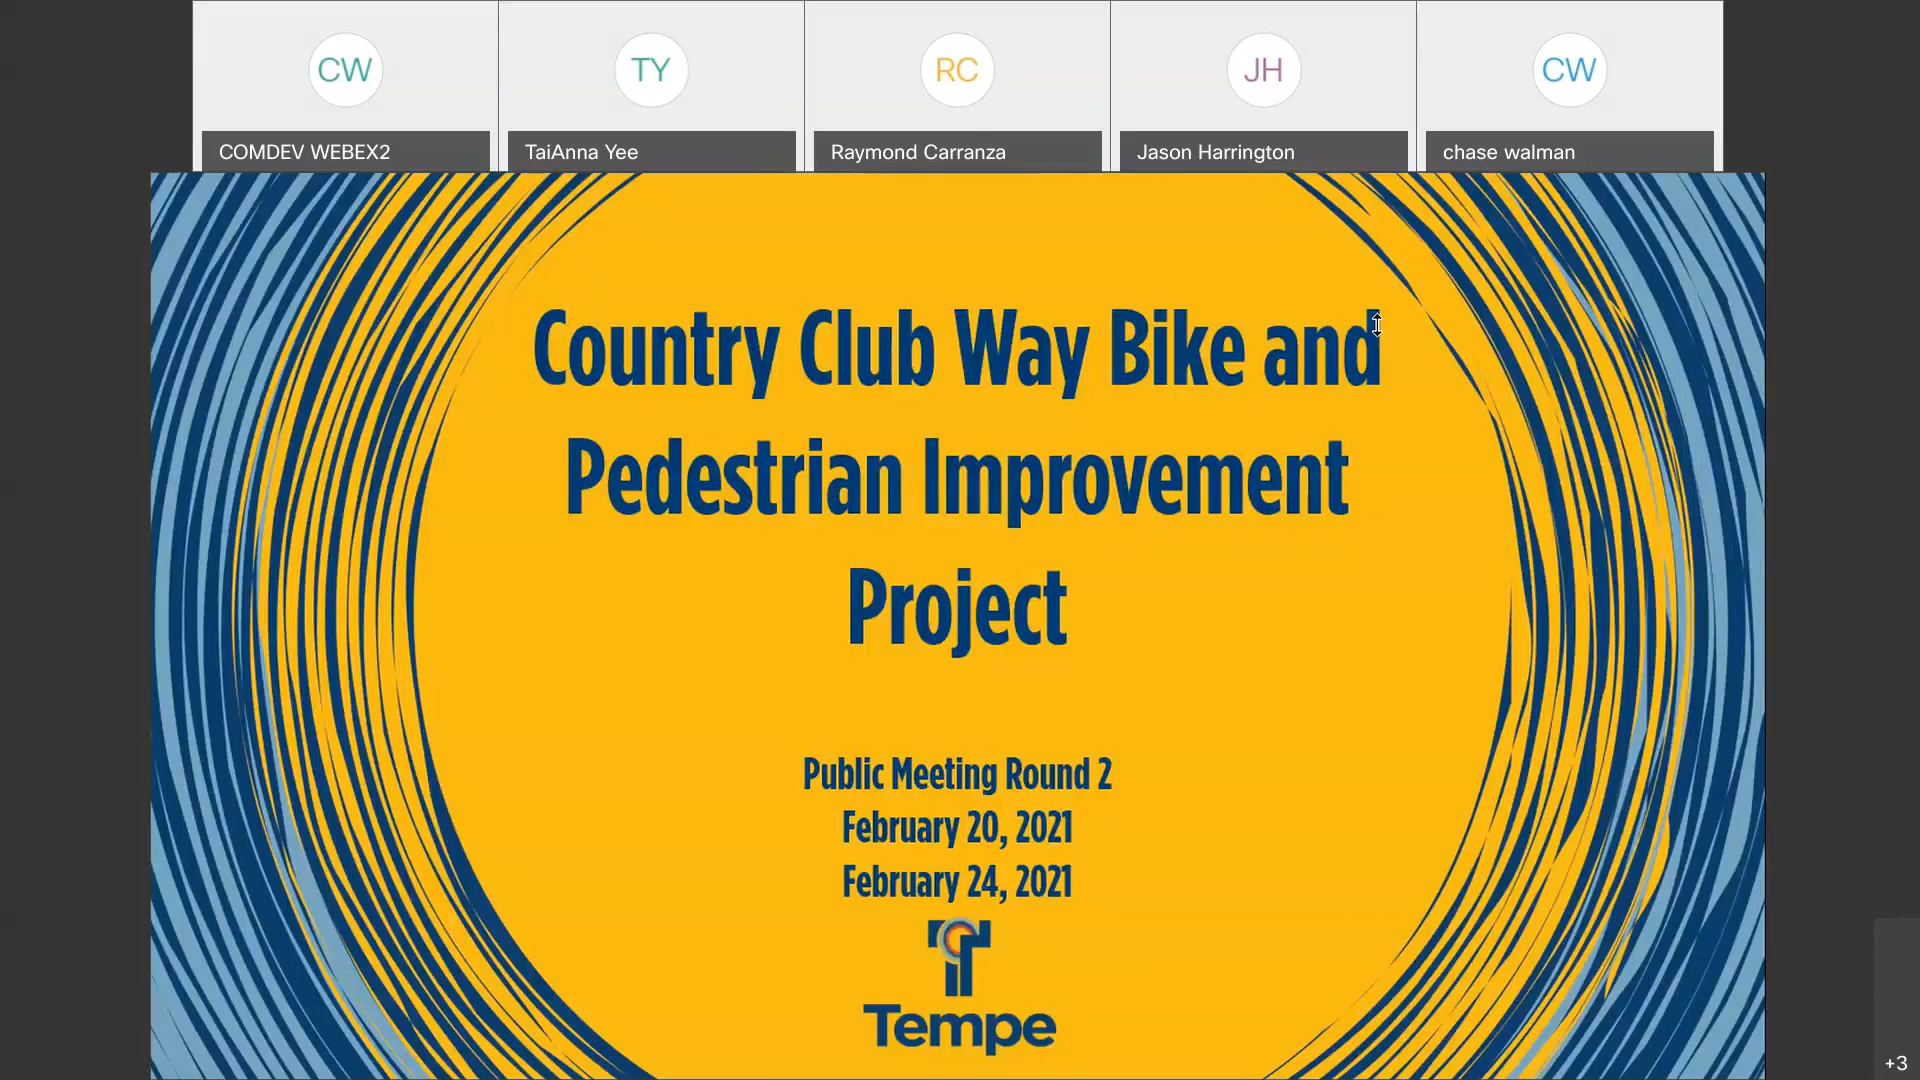 CW
TY
RC
JH
CW
COMDEV WEBEX2
TaiAnna Yee
Raymond Carranza
Jason Harrington
chase walman
Country Club Way Bike and
Pedestrian Improvement
Project
Public Meeting Round 2
February 20, 2021
February 24, 2021
Tempe
+3